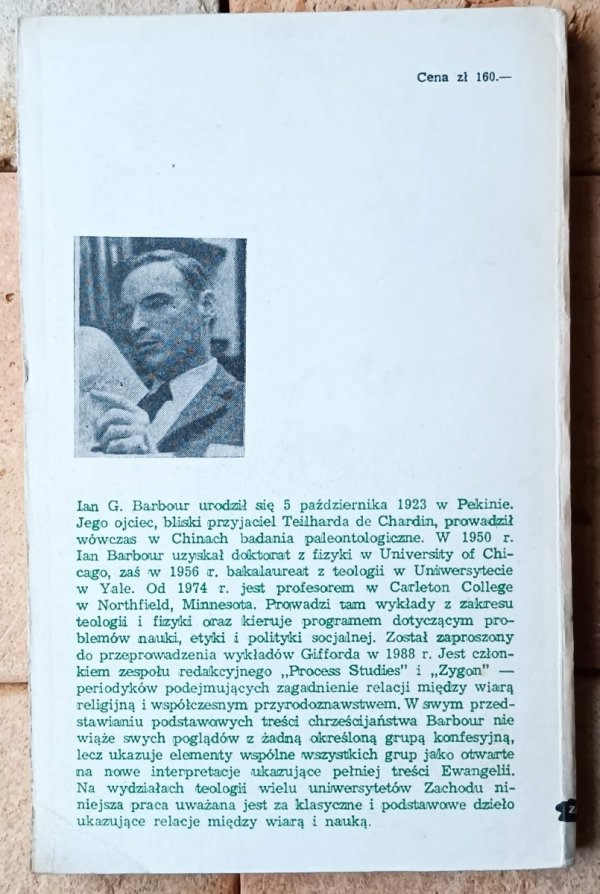 Cena zł 160.—
Ian G. Barbour urodził się 5 października 1923 w Pekinie.
Jego ojciec, bliski przyjaciel Teilharda de Chardin, prowadził
wówczas w Chinach badania paleontologiczne. W 1950 r.
Ian Barbour uzyskał doktorat z fizyki w University of Chi-
cago, zaś w 1956 r. bakalaureat z teologii w Uniwersytecie
w Yale. Od 1974 r. jest profesorem w Carleton College
w Northfield, Minnesota. Prowadzi tam wykłady z zakresu
teologii i fizyki oraz kieruje programem dotyczącym pro-
blemów nauki, etyki i polityki socjalnej. Został zaproszony
do przeprowadzenia wykładów Gifforda w 1988 r. Jest człon-
kiem zespołu redakcyjnego „Process Studies" i „Zygon" —
periodyków podejmujących zagadnienie relacji między wiarą
religijną i współczesnym przyrodoznawstwem. W swym przed-
stawianiu podstawowych treści chrześcijaństwa Barbour nie
wiąże swych poglądów z żadną określoną grupą konfesyjną,
lecz ukazuje elementy wspólne wszystkich grup jako otwarte
na nowe interpretacje ukazujące pełniej treści Ewangelii.
Na wydziałach teologii wielu uniwersytetów Zachodu ni-
niejsza praca uważana jest za klasyczne i podstawowe dzieło
ukazujące relacje między wiarą i nauką.